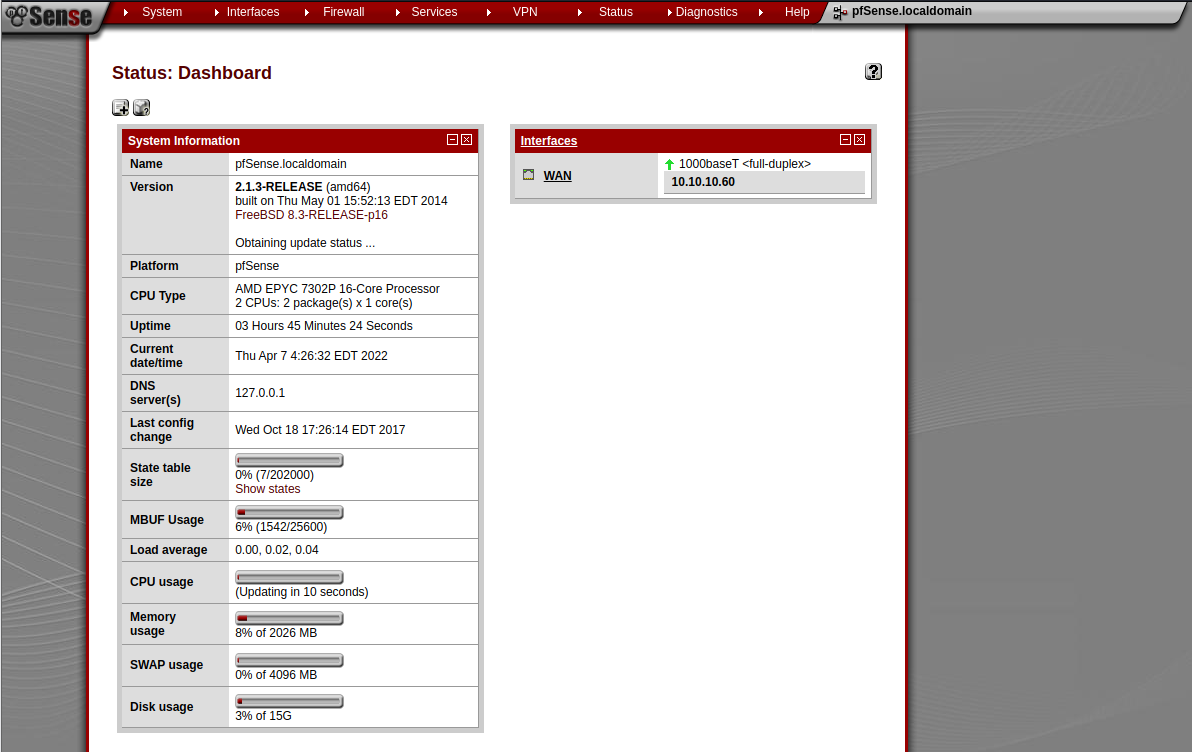 Sense
System
Interfaces
Firewall
Services
VPN
Status
Diagnostics
Help
pfSense.localdomain
Status: Dashboard
?
System Information
Name
pfSense.localdomain
Version
2.1.3-RELEASE (amd64)
built on Thu May 01 15:52:13 EDT 2014
FreeBSD 8.3-RELEASE-p16
Obtaining update status ...
Platform
pfSense
CPU Type
AMD EPYC 7302P 16-Core Processor
2 CPUs: 2 package(s) x 1 core(s)
Uptime
03 Hours 45 Minutes 24 Seconds
Current
date/time
Thu Apr 7 4:26:32 EDT 2022
DNS
server(s)
127.0.0.1
Last config
change
Wed Oct 18 17:26:14 EDT 2017
State table
size
0% (7/202000)
Show states
MBUF Usage
6% (1542/25600)
Load average
0.00, 0.02, 0.04
CPU usage
(Updating in 10 seconds)
Memory
usage
8% of 2026 MB
SWAP usage
0% of 4096 MB
Disk usage
3% of 15G
Interfaces
WAN
1000baseT <full-duplex>
10.10.10.60